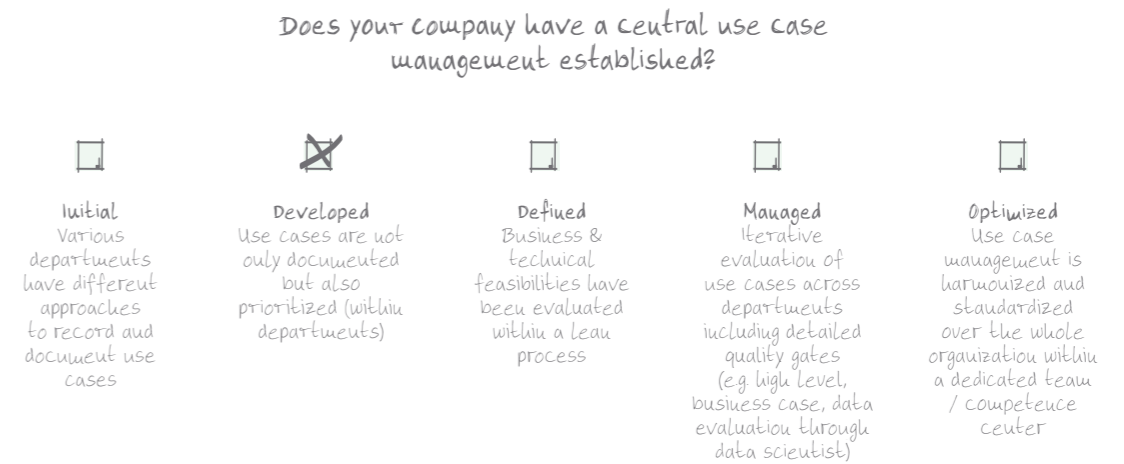 Does your company have a central use case
management established?
Initial
Various
departments
have different
approaches
to record and
document use
cases
Developed
Use cases are not
only documented
but also
prioritized (within
departments)
Defined
Business &
technical
feasibilities have
been evaluated
within a lean
process
Managed
Iterative
evaluation of
use cases across
departments
including detailed
quality gates
(e.g. high level,
business case, data
evaluation through
data scientist)
Optimized
Use case
management is
harmonized and
standardized
over the whole
organization within
a dedicated team
/ competence
center